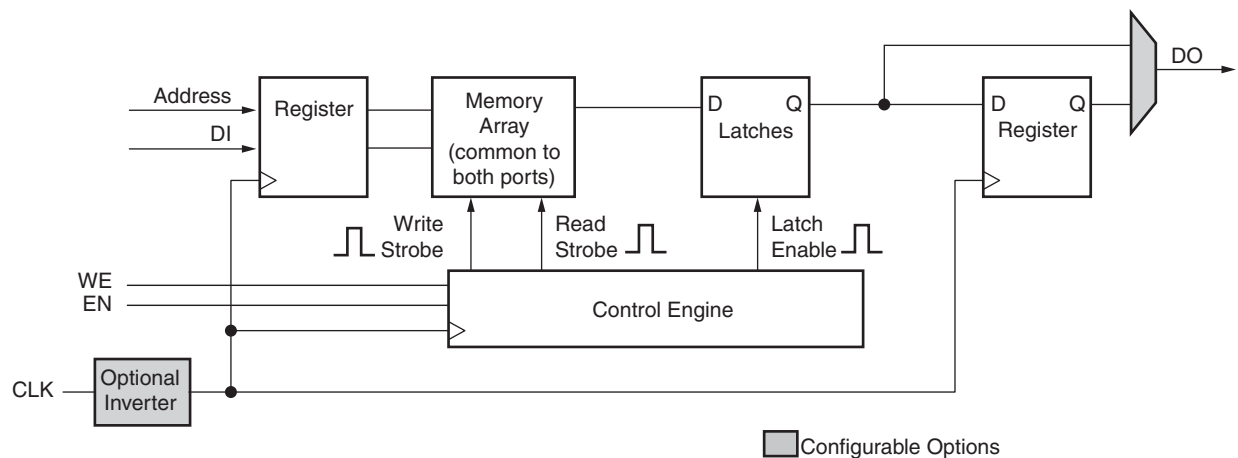 DO
Address
DI
Register
Memory
Array
(common to
both ports)
D Q
Latches
D Q
Register
Write
Strobe
Read
Strobe
Latch
Enable
WE
EN
Control Engine
CLK
Optional
Inverter
Configurable Options